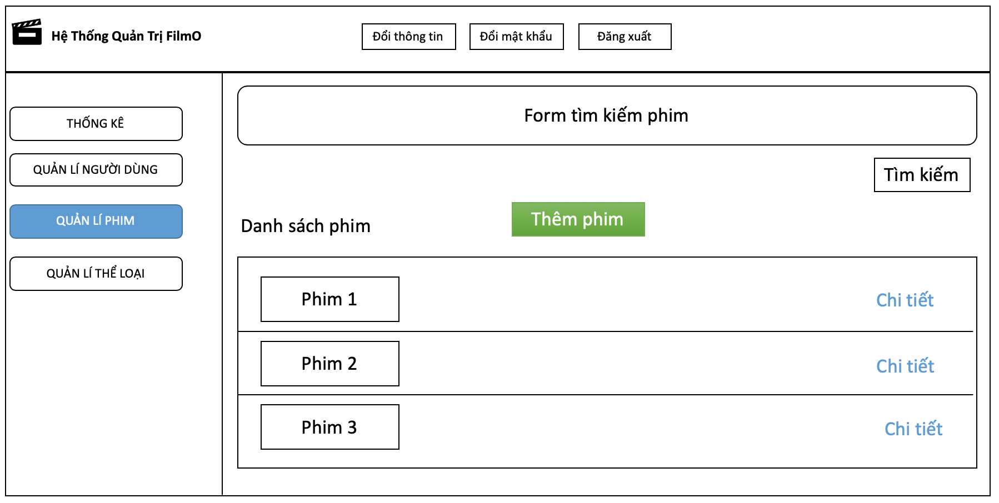 Hệ Thống Quản Trị FilmO
Đổi thông tin
Đổi mật khẩu
Đăng xuất
THỐNG KÊ
QUẢN LÍ NGƯỜI DÙNG
QUẢN LÍ PHIM
QUẢN LÍ THỂ LOẠI
Form tìm kiếm phim
Tìm kiếm
Danh sách phim
Thêm phim
Phim 1
Chi tiết
Phim 2
Chi tiết
Phim 3
Chi tiết